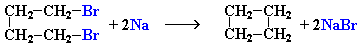 CH₂–CH₂–Br CH₂–CH₂
| + 2Na ⟶ | | + 2NaBr
CH₂–CH₂–Br CH₂–CH₂